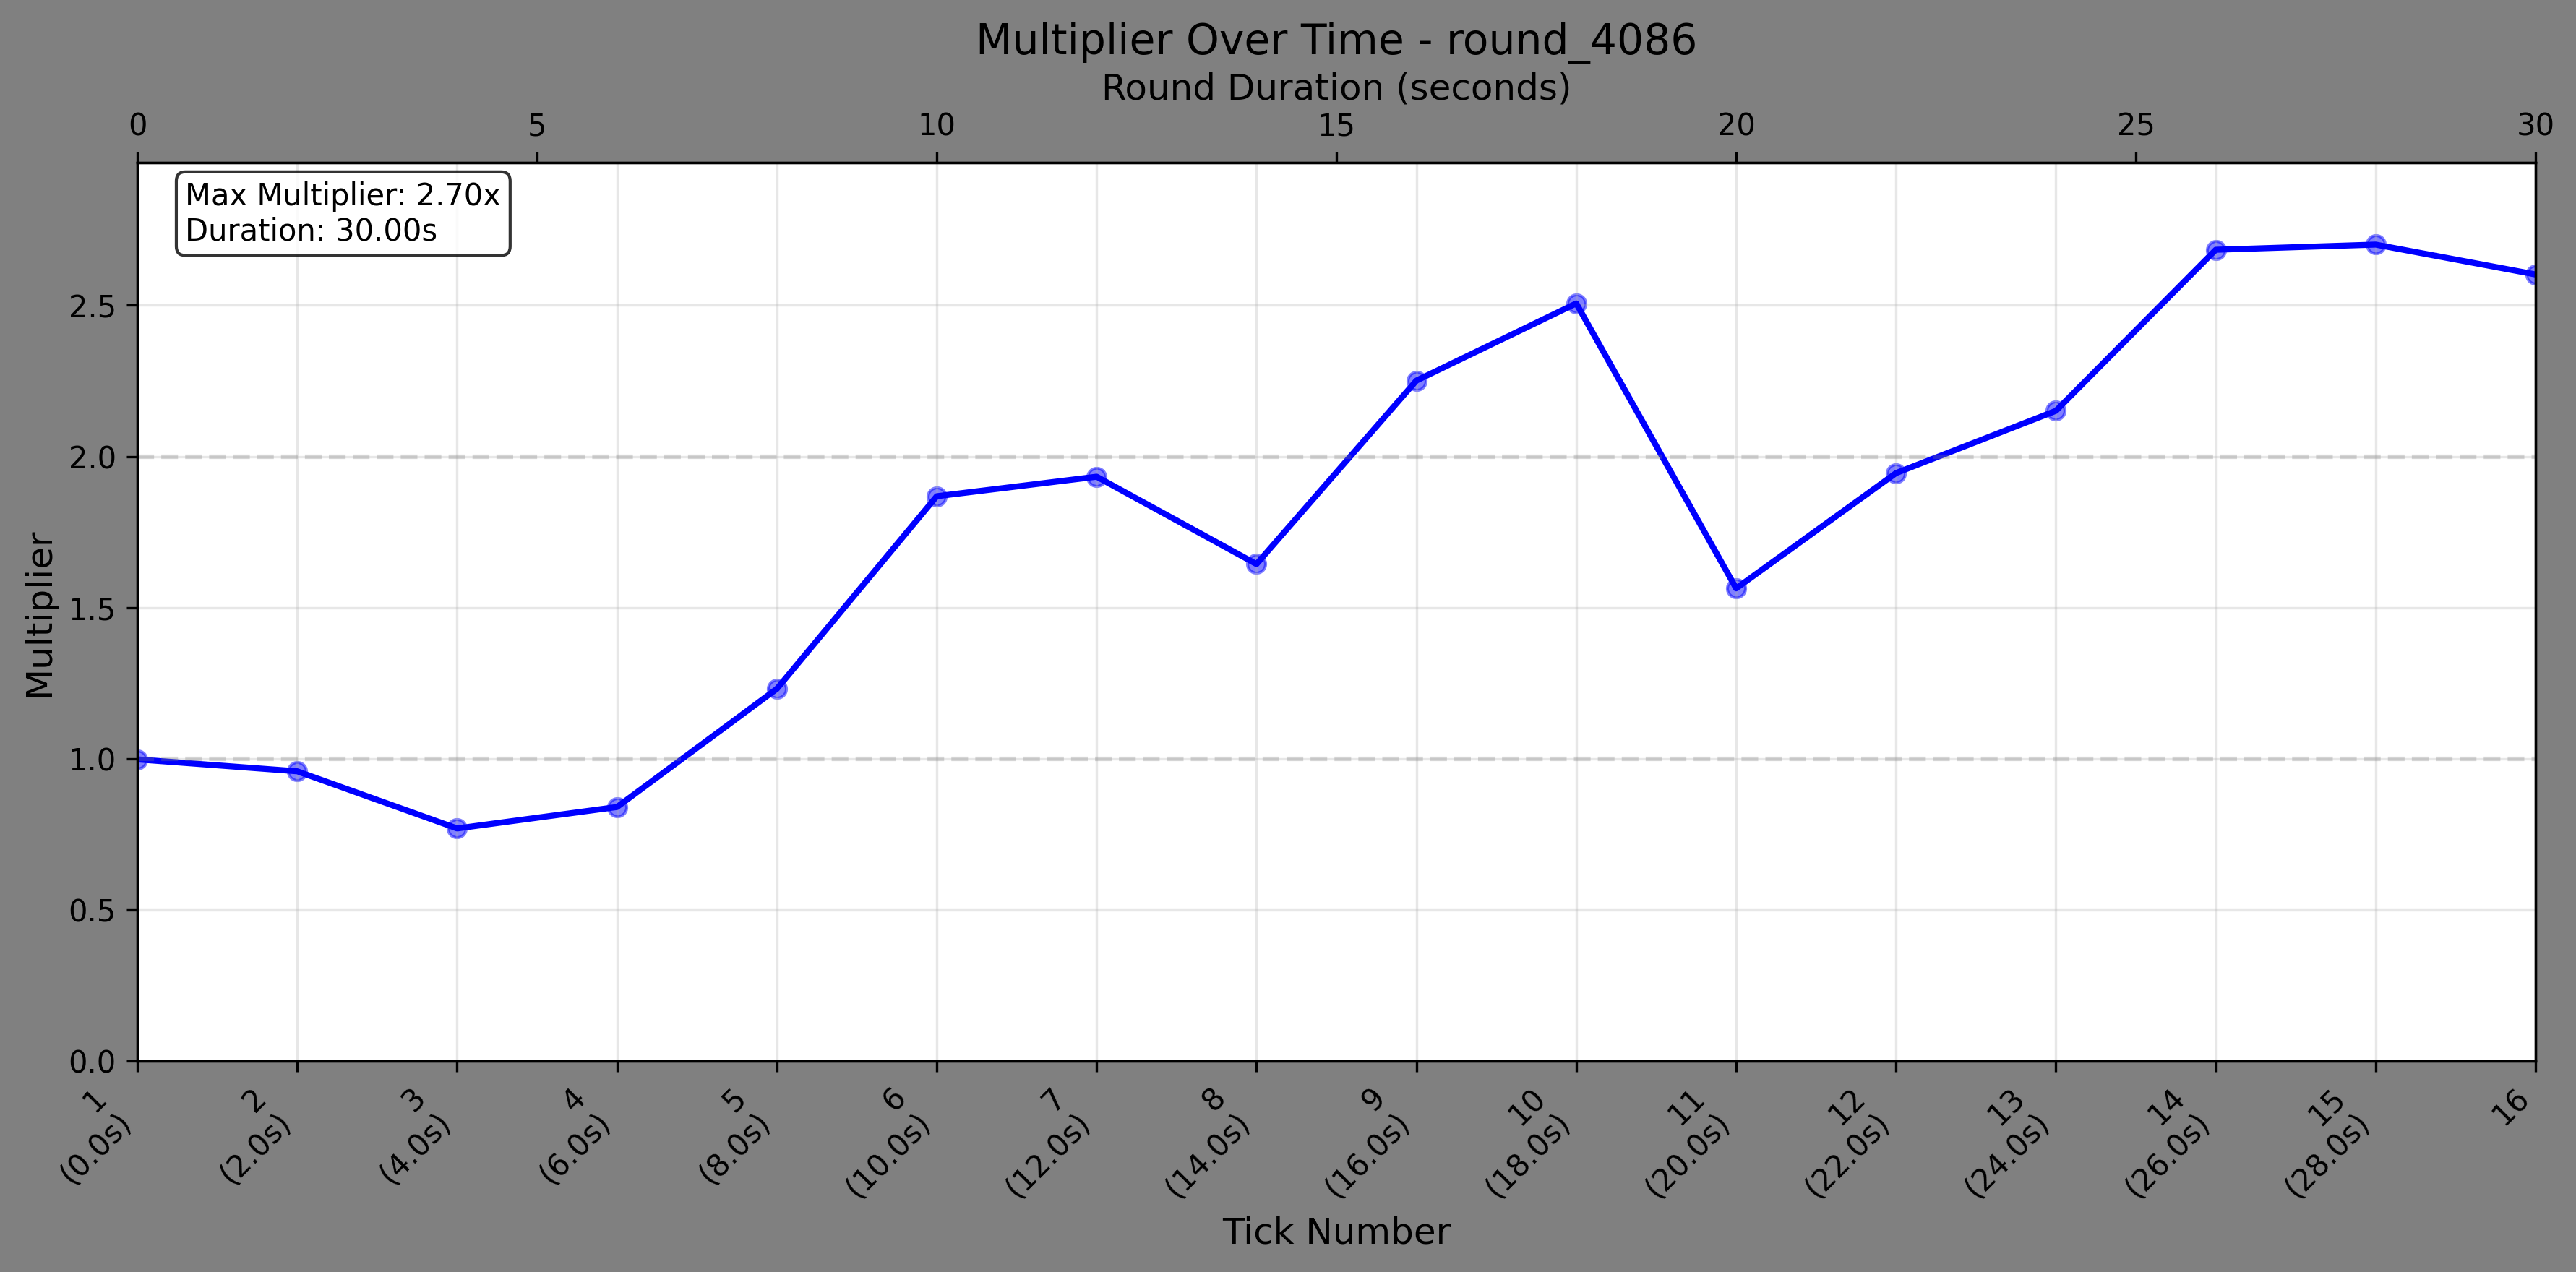 Multiplier Over Time - round_4086
Round Duration (seconds)
0 5 10 15 20 25 30
Max Multiplier: 2.70x
Duration: 30.00s
Multiplier
2.5
2.0
1.5
1.0
0.5
0.0
1
(0.0s)
2
(2.0s)
3
(4.0s)
4
(6.0s)
5
(8.0s)
6
(10.0s)
7
(12.0s)
8
(14.0s)
9
(16.0s)
10
(18.0s)
11
(20.0s)
12
(22.0s)
13
(24.0s)
14
(26.0s)
15
(28.0s)
16
Tick Number